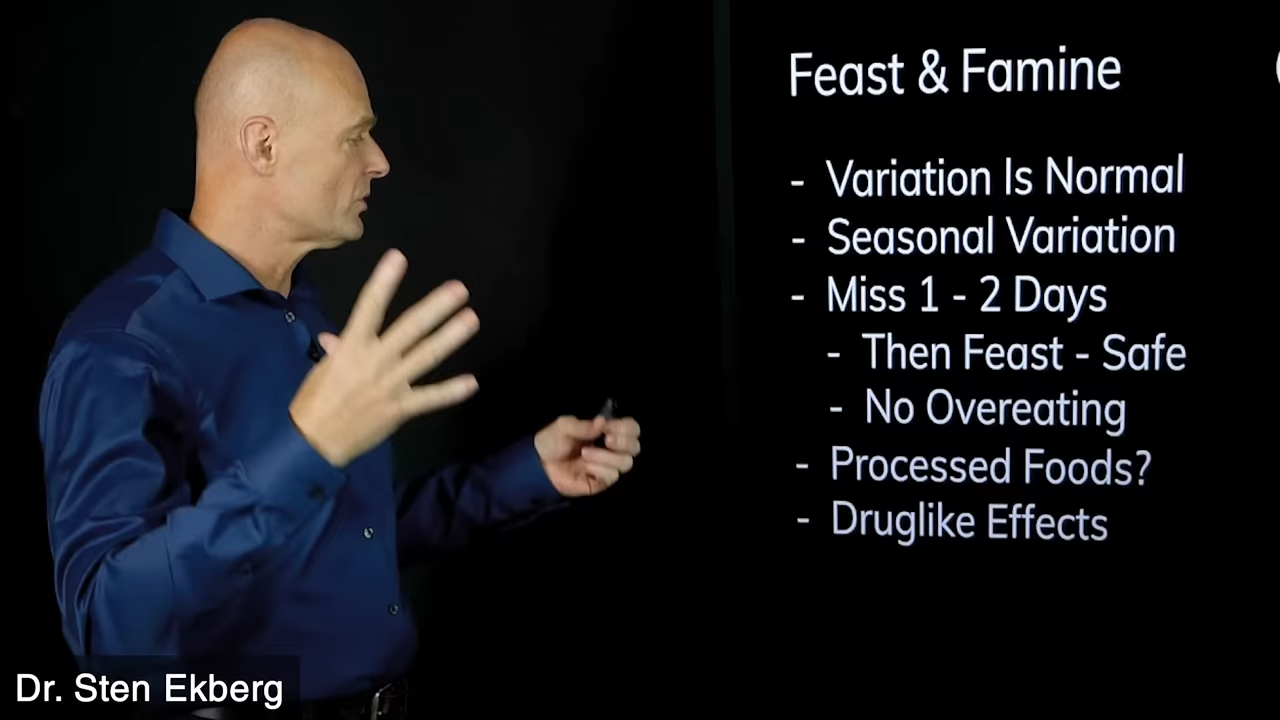 Feast & Famine
- Variation Is Normal
- Seasonal Variation
- Miss 1 - 2 Days
- Then Feast - Safe
- No Overeating
- Processed Foods?
- Druglike Effects
Dr. Sten Ekberg